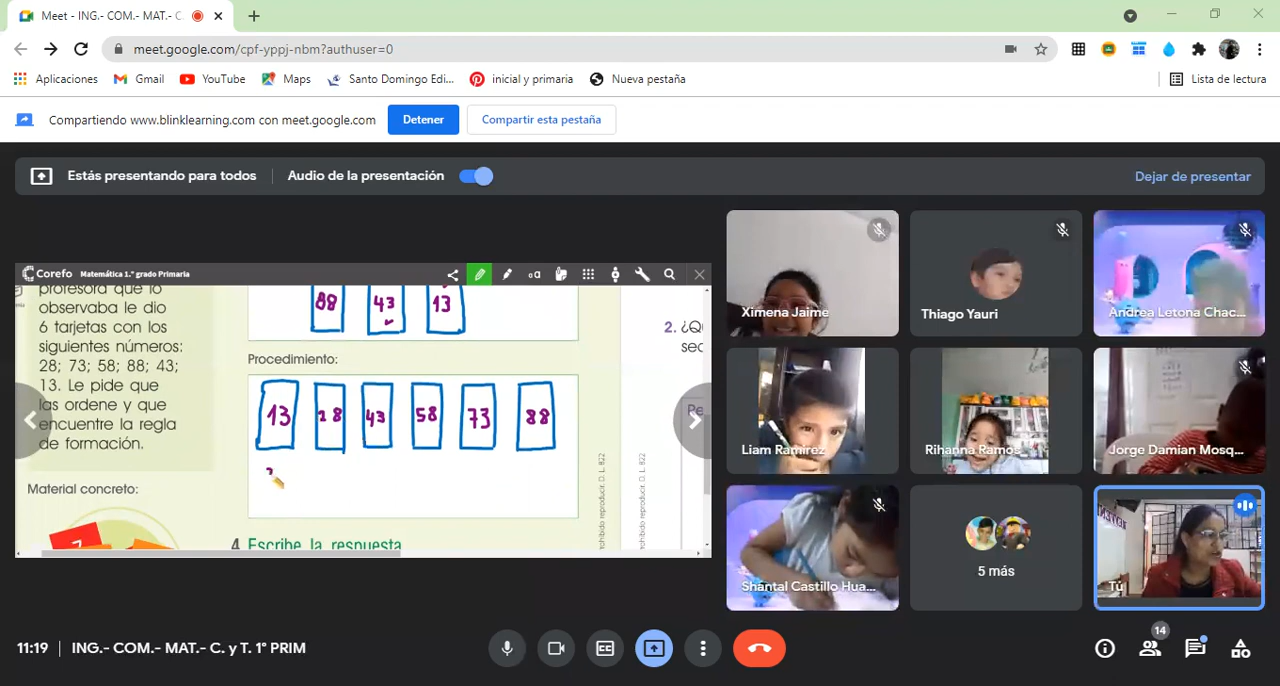 Meet - ING.- COM.- MAT.- C
meet.google.com/cpf-yppj-nbm?authuser=0
Aplicaciones
Gmail
YouTube
Maps
Santo Domingo Edi...
inicial y primaria
Nueva pestaña
Lista de lectura
Compartiendo www.blinklearning.com con meet.google.com
Detener
Compartir esta pestaña
Estás presentando para todos
Audio de la presentación
Dejar de presentar
Corefo Matemática 1.° grado Primaria
profesora que lo
observaba le dio
6 tarjetas con los
siguientes números:
28; 73; 58; 88; 43;
13. Le pide que
las ordene y que
encuentre la regla
de formación.
Material concreto:
88 43 13
Procedimiento:
13 28 43 58 73 88
4 Escribe la respuesta
2.
Ximena Jaime
Thiago Yauri
Andrea Letona Chac...
Liam Ramirez
Rihanna Ramos
Jorge Damian Mosq...
Shantal Castillo Hua...
5 más
Tú
11:19 | ING.- COM.- MAT.- C. y T. 1° PRIM
14